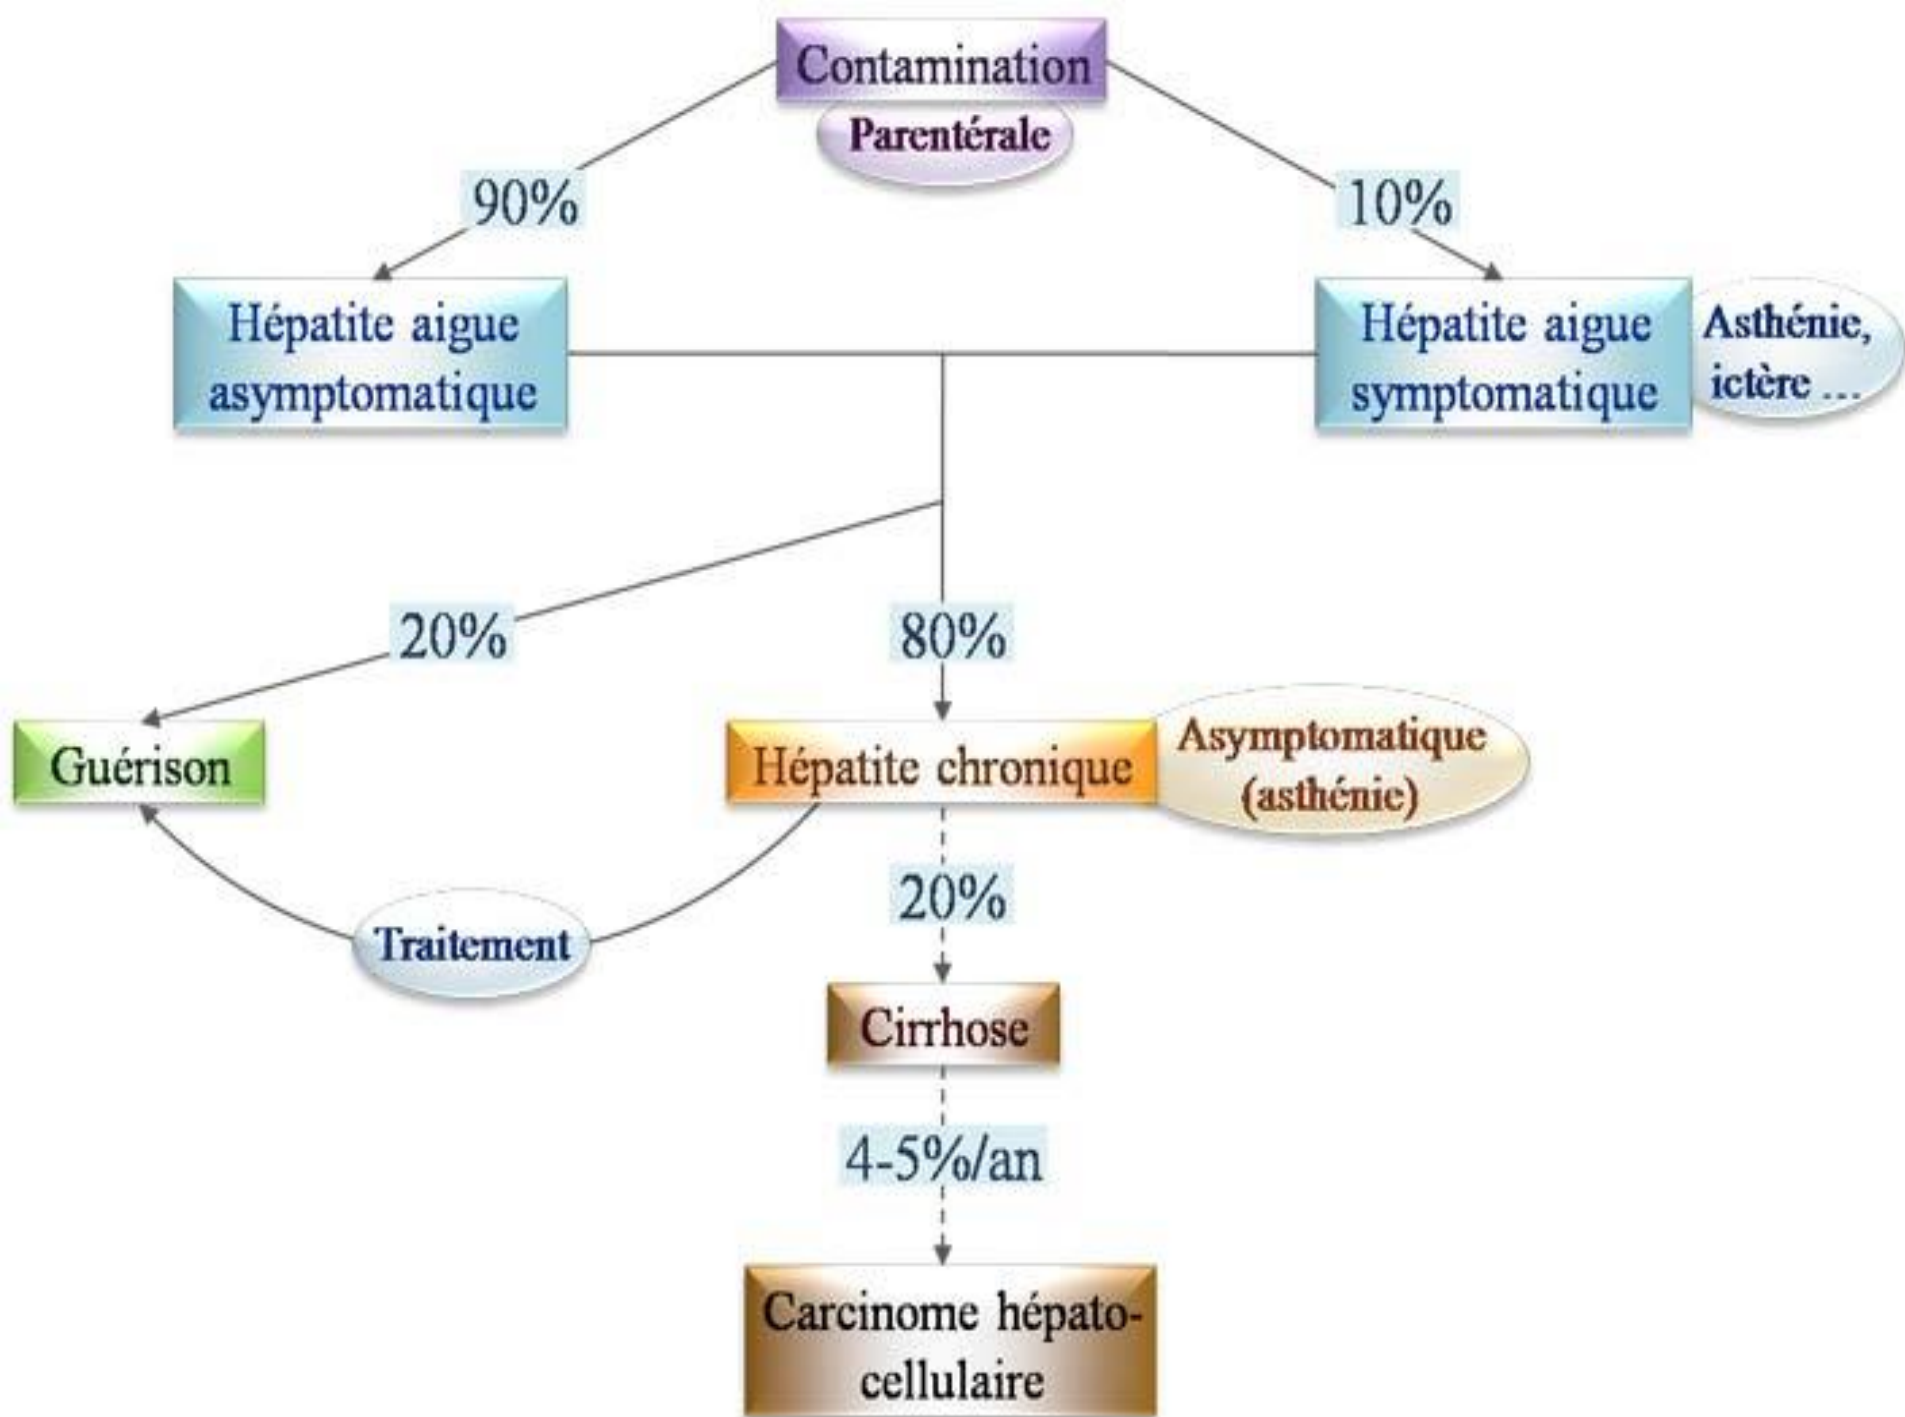 Contamination
Parentérale
90%
10%
Hépatite aigue
asymptomatique
Hépatite aigue
symptomatique
Asthénie,
ictère ...
20%
80%
Guérison
Hépatite chronique
Asymptomatique
(asthénie)
20%
Traitement
Cirrhose
4-5%/an
Carcinome hépato-
cellulaire